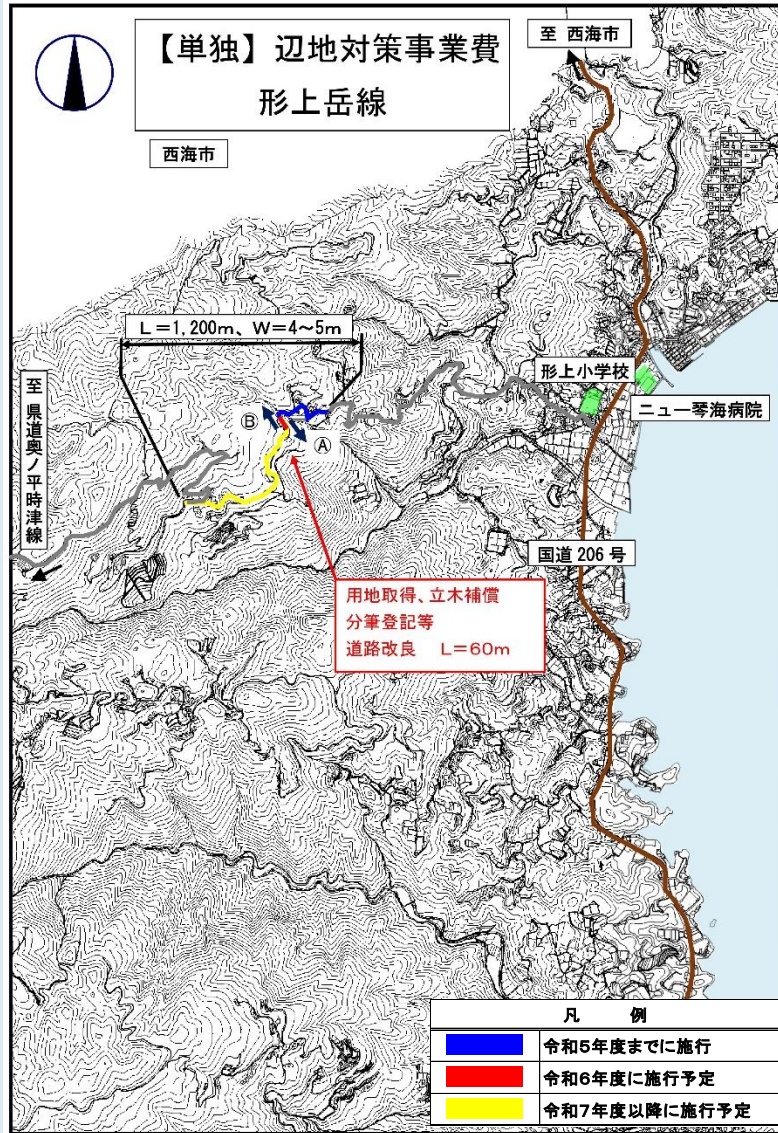 【単独】辺地対策事業費
形上岳線
至 西海市
西海市
L=1,200m、W=4~5m
形上小学校
ニュー琴海病院
至 県道奥ノ平時津線
Ⓑ
Ⓐ
国道206号
用地取得、立木補償
分筆登記等
道路改良 L=60m
凡 例
令和5年度までに施行
令和6年度に施行予定
令和7年度以降に施行予定